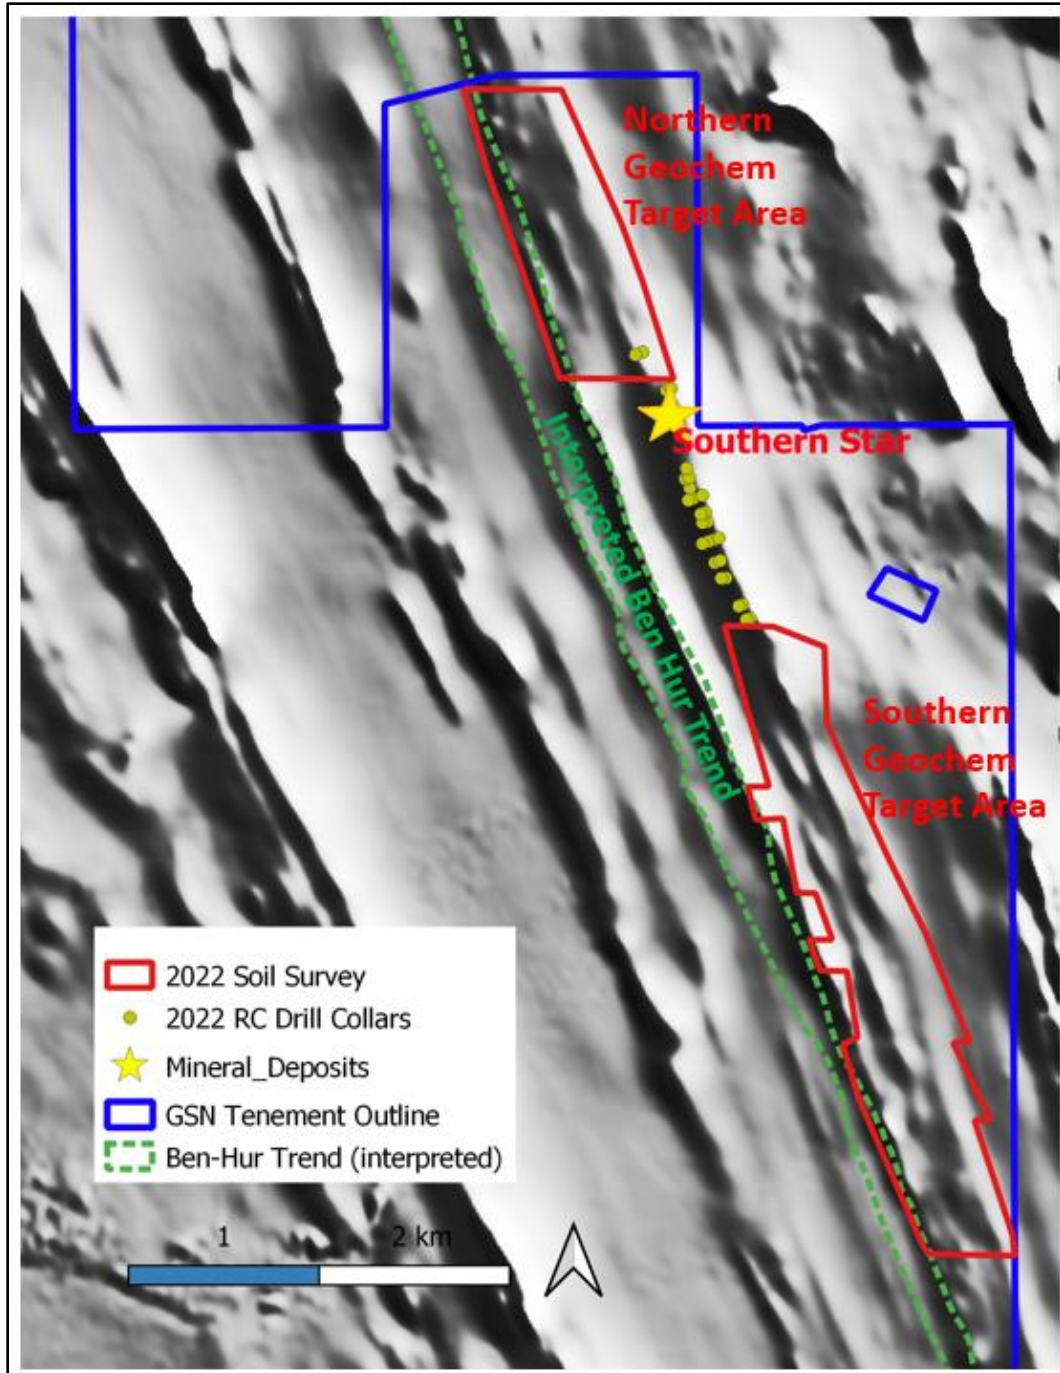 Northern
Geochem
Target Area
Southern Star
Interpreted Ben Hur Trend
Southern
Geochem
Target Area
2022 Soil Survey
2022 RC Drill Collars
Mineral_Deposits
GSN Tenement Outline
Ben-Hur Trend (interpreted)
1 2 km